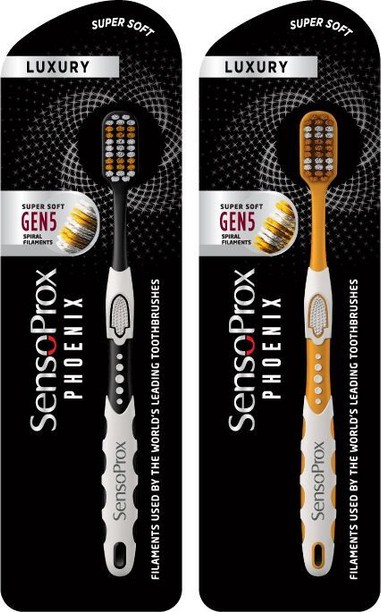 SUPER SOFT
LUXURY
SUPER SOFT
GEN5
SPIRAL
FILAMENTS
SensoProx
PHOENIX
FILAMENTS USED BY THE WORLD'S LEADING TOOTHBRUSHES
SensoProx
SUPER SOFT
LUXURY
SUPER SOFT
GEN5
SPIRAL
FILAMENTS
SensoProx
PHOENIX
FILAMENTS USED BY THE WORLD'S LEADING TOOTHBRUSHES
SensoProx